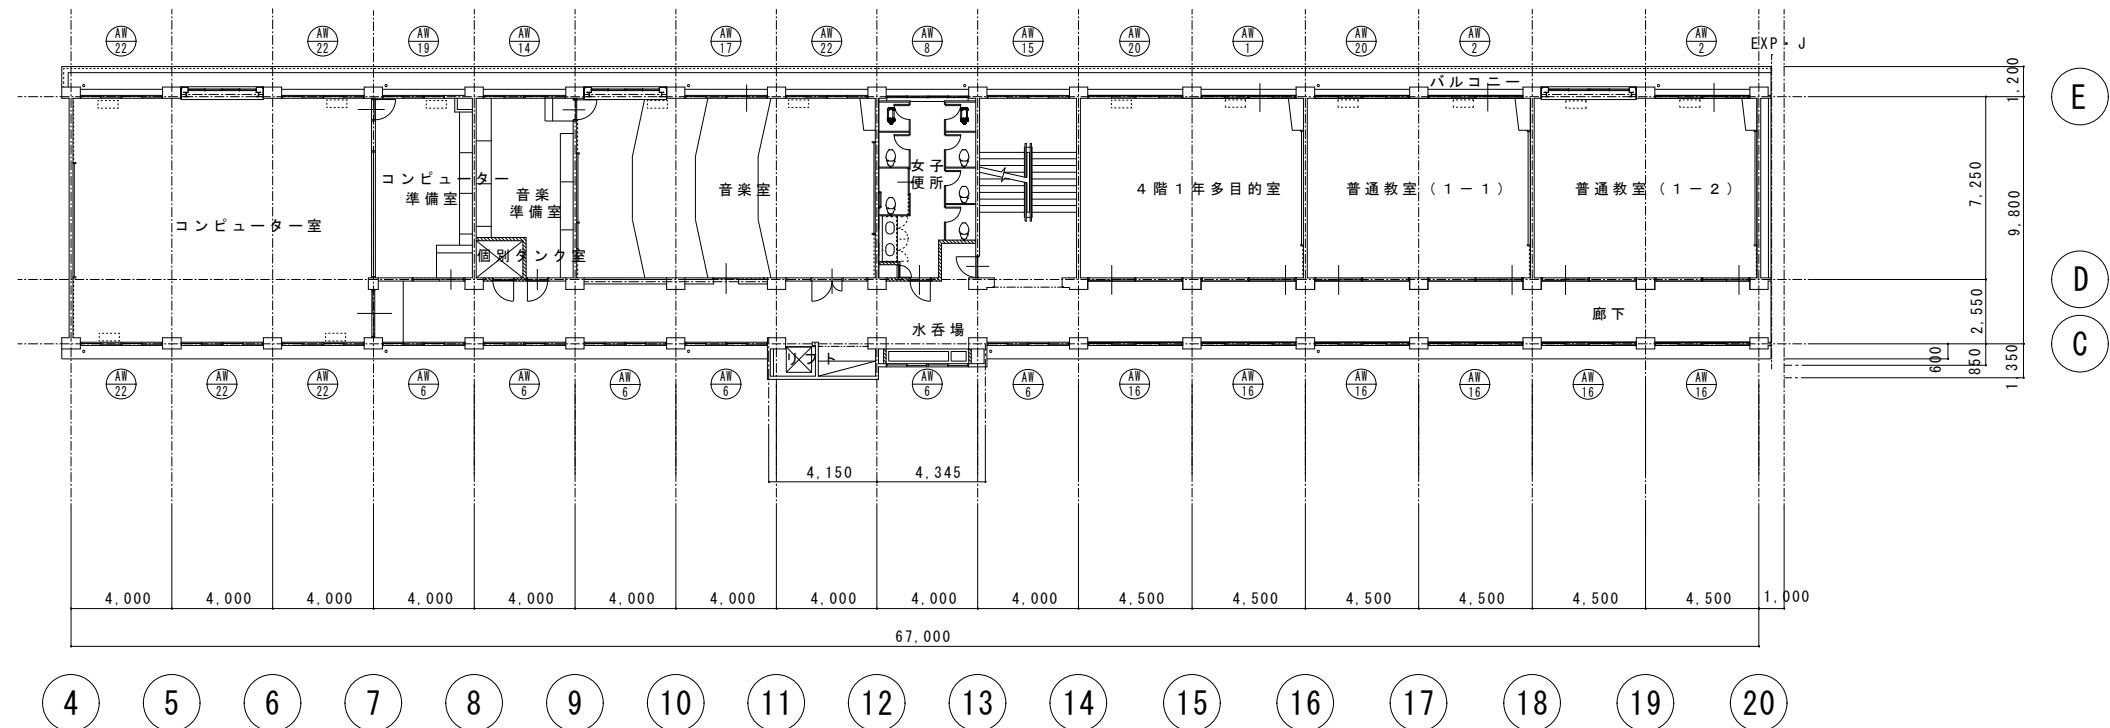 AW 22
AW 22
AW 19
AW 14
AW 17
AW 22
AW 8
AW 15
AW 20
AW 1
AW 20
AW 2
AW 2
EXP・J
バルコニー
1,200
E
コンピューター室
コンピューター
準備室
音楽
準備室
個別タンク室
音楽室
女子
便所
4階1年多目的室
普通教室(1-1)
普通教室(1-2)
7,250
9,800
D
水呑場
廊下
2,550
リフト
C
600
850
1,350
AW 22
AW 22
AW 22
AW 6
AW 6
AW 6
AW 6
AW 6
AW 6
AW 16
AW 16
AW 16
AW 16
AW 16
AW 16
4,150
4,345
4,000
4,000
4,000
4,000
4,000
4,000
4,000
4,000
4,000
4,000
4,500
4,500
4,500
4,500
4,500
4,500
1,000
67,000
4
5
6
7
8
9
10
11
12
13
14
15
16
17
18
19
20